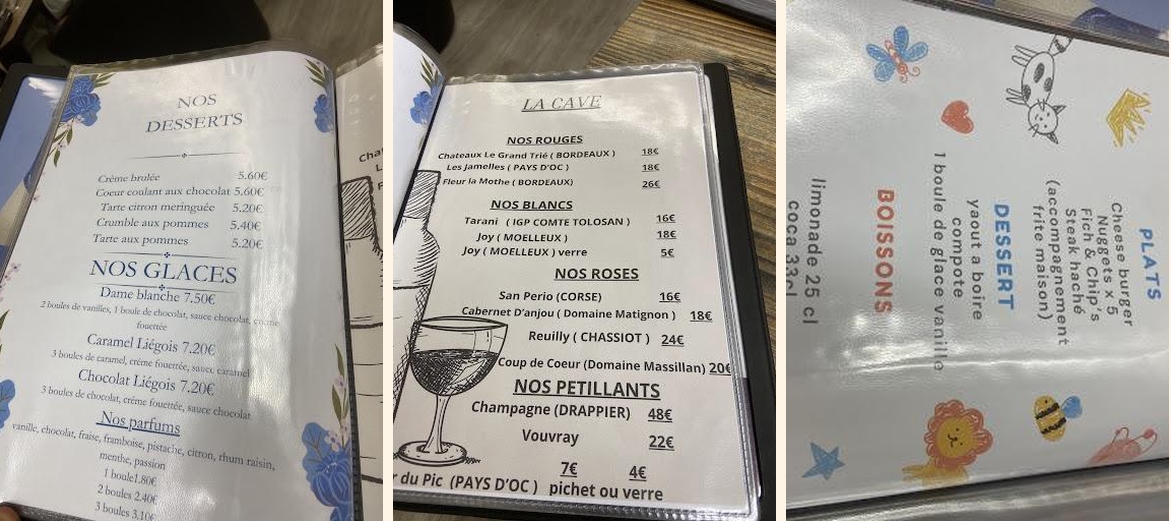 NOS
DESSERTS
Crème brulée 5.60€
Coeur coulant aux chocolat 5.60€
Tarte citron meringuée 5.20€
Crumble aux pommes 5.40€
Tarte aux pommes 5.20€
NOS GLACES
Dame blanche 7.50€
2 boules de vanilles, 1 boule de chocolat, sauce chocolat, creme
fouettée
Caramel Liégois 7.20€
3 boules de caramel, créme fouettée, sauce caramel
Chocolat Liégois 7.20€
3 boules de chocolat, créme fouettée, sauce chocolat
Nos parfums
vanille, chocolat, fraise, framboise, pistache, citron, rhum raisin,
menthe, passion
1 boule1.80€
2 boules 2.40€
3 boules 3.10€
LA CAVE
NOS ROUGES
Chateaux Le Grand Trié ( BORDEAUX ) 18€
Les Jamelles ( PAYS D'OC ) 18€
Fleur la Mothe ( BORDEAUX) 26€
NOS BLANCS
Tarani ( IGP COMTE TOLOSAN ) 16€
Joy ( MOELLEUX ) 18€
Joy ( MOELLEUX ) verre 5€
NOS ROSES
San Perio (CORSE) 16€
Cabernet D'anjou ( Domaine Matignon ) 18€
Reuilly ( CHASSIOT ) 24€
Coup de Coeur (Domaine Massillan) 20€
NOS PETILLANTS
Champagne (DRAPPIER) 48€
Vouvray 22€
7€ 4€
r du Pic (PAYS D'OC ) pichet ou verre
PLATS
Cheese burger
Nuggets x 5
Fich & Chip's
Steak haché
(accompagnement
frite maison)
DESSERT
yaout a boire
compote
1 boule de glace vanille
BOISSONS
limonade 25 cl
coca 33cl